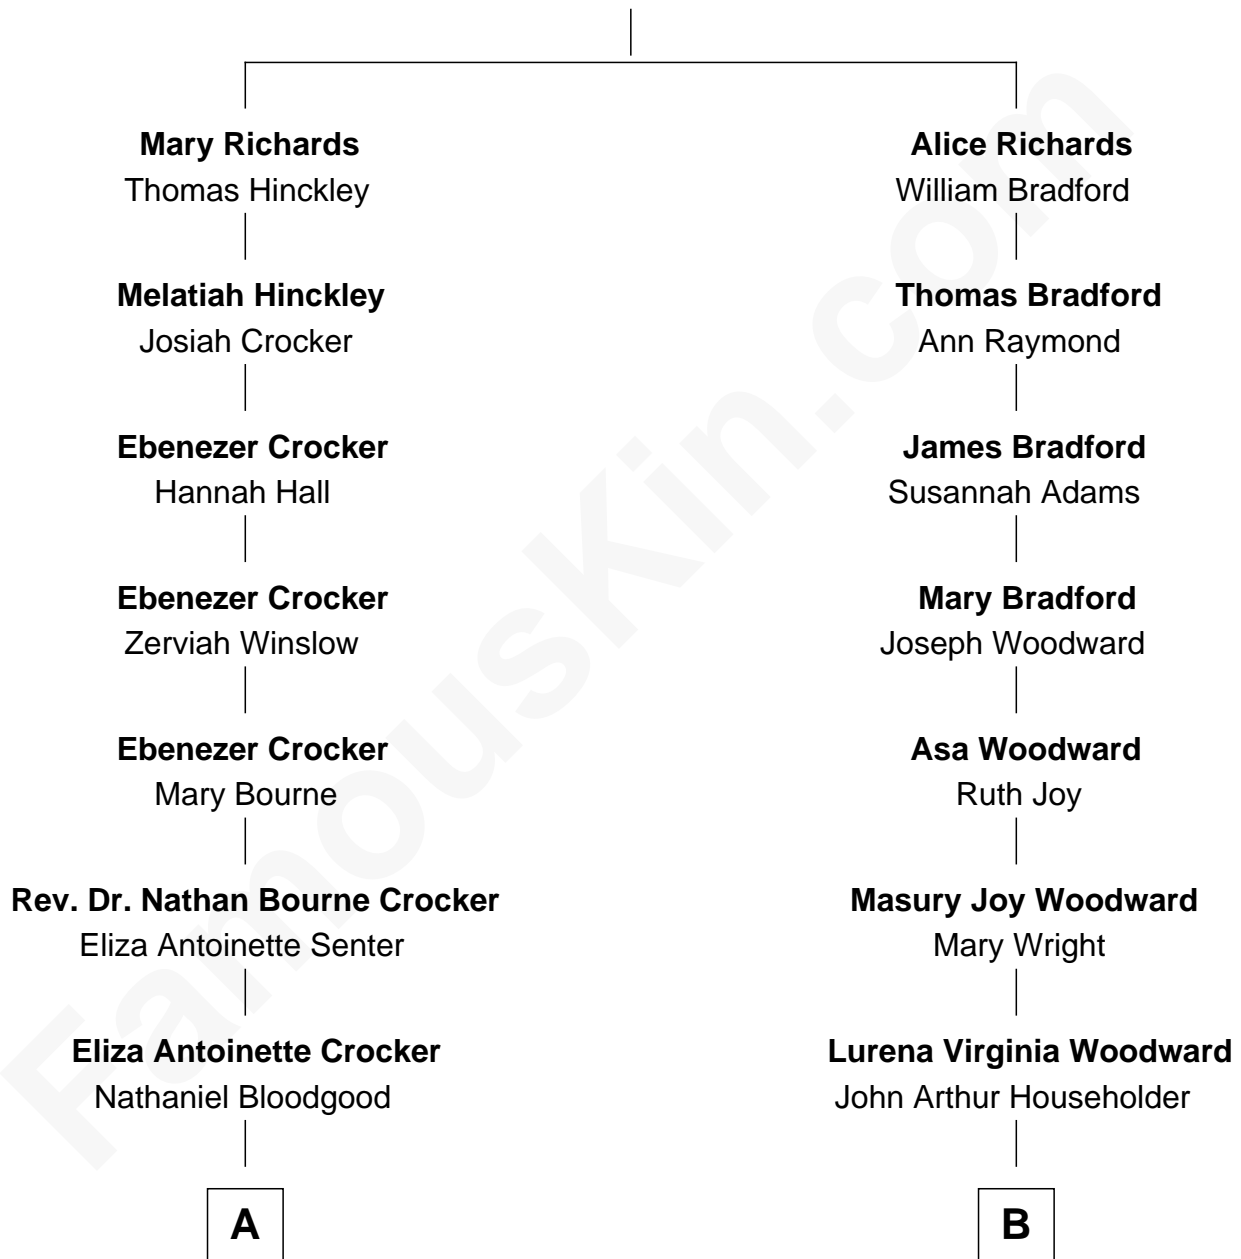 Mary Richards
Thomas Hinckley
Melatiah Hinckley
Josiah Crocker
Ebenezer Crocker
Hannah Hall
Ebenezer Crocker
Zerviah Winslow
Ebenezer Crocker
Mary Bourne
Rev. Dr. Nathan Bourne Crocker
Eliza Antoinette Senter
Eliza Antoinette Crocker
Nathaniel Bloodgood
A
Alice Richards
William Bradford
Thomas Bradford
Ann Raymond
James Bradford
Susannah Adams
Mary Bradford
Joseph Woodward
Asa Woodward
Ruth Joy
Masury Joy Woodward
Mary Wright
Lurena Virginia Woodward
John Arthur Householder
B
FamousKin.com